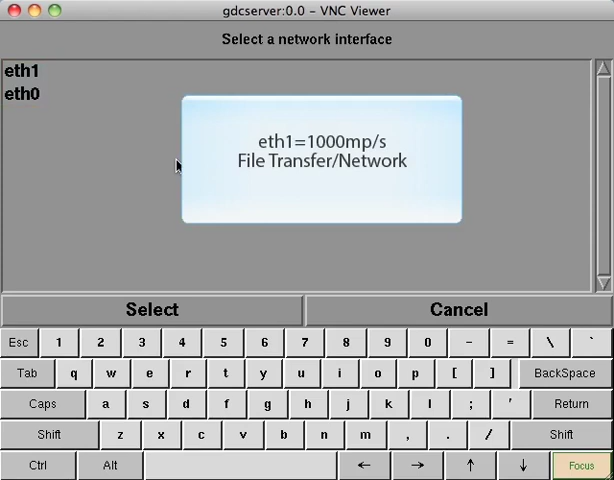 gdcserver:0.0 – VNC Viewer
Select a network interface
eth1
eth0
eth1=1000mp/s
File Transfer/Network
Select Cancel
Esc 1 2 3 4 5 6 7 8 9 0 - = \ `
Tab q w e r t y u i o p [ ] BackSpace
Caps a s d f g h j k l ; ' Return
Shift z x c v b n m , . / Shift
Ctrl Alt ← → ↑ ↓ Focus